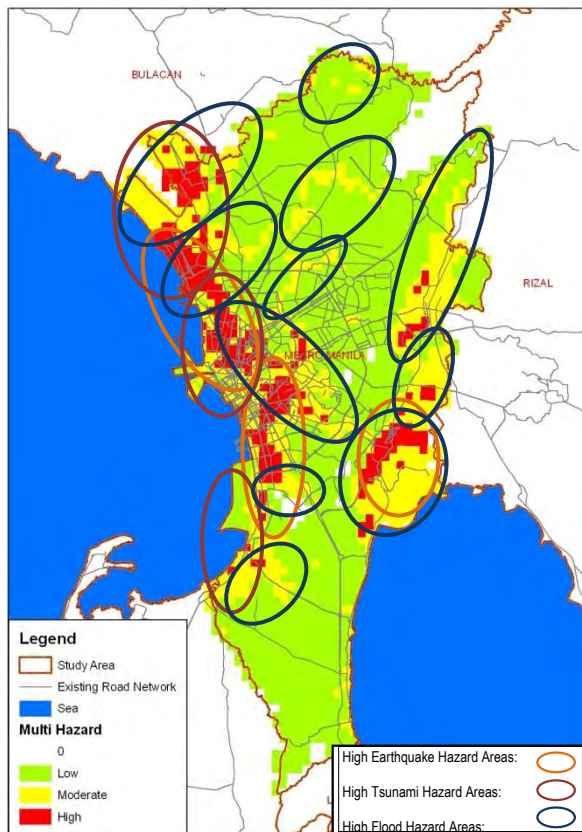 BULACAN
RIZAL
METRO MANILA
Legend
Study Area
Existing Road Network
Sea
Multi Hazard
0
Low
Moderate
High
L
High Earthquake Hazard Areas:
High Tsunami Hazard Areas:
High Flood Hazard Areas: